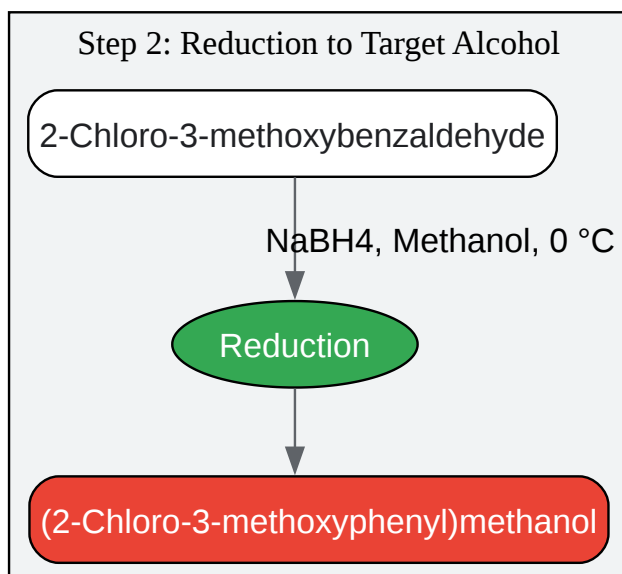 Step 2: Reduction to Target Alcohol
2-Chloro-3-methoxybenzaldehyde
NaBH4, Methanol, 0 °C
Reduction
(2-Chloro-3-methoxyphenyl)methanol